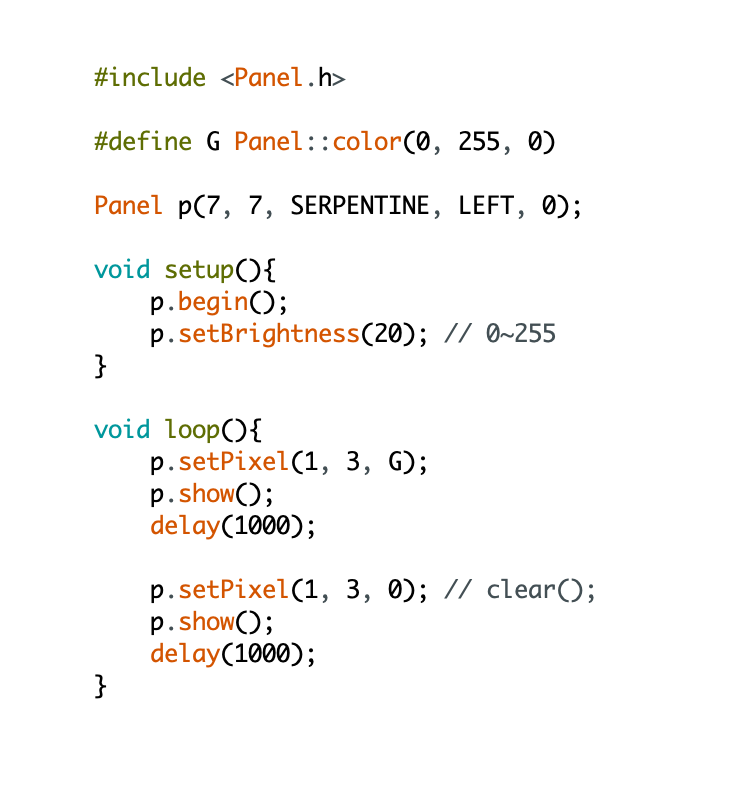 #include <Panel.h>
#define G Panel::color(0, 255, 0)
Panel p(7, 7, SERPENTINE, LEFT, 0);
void setup(){
    p.begin();
    p.setBrightness(20); // 0~255
}
void loop(){
    p.setPixel(1, 3, G);
    p.show();
    delay(1000);
    p.setPixel(1, 3, 0); // clear();
    p.show();
    delay(1000);
}